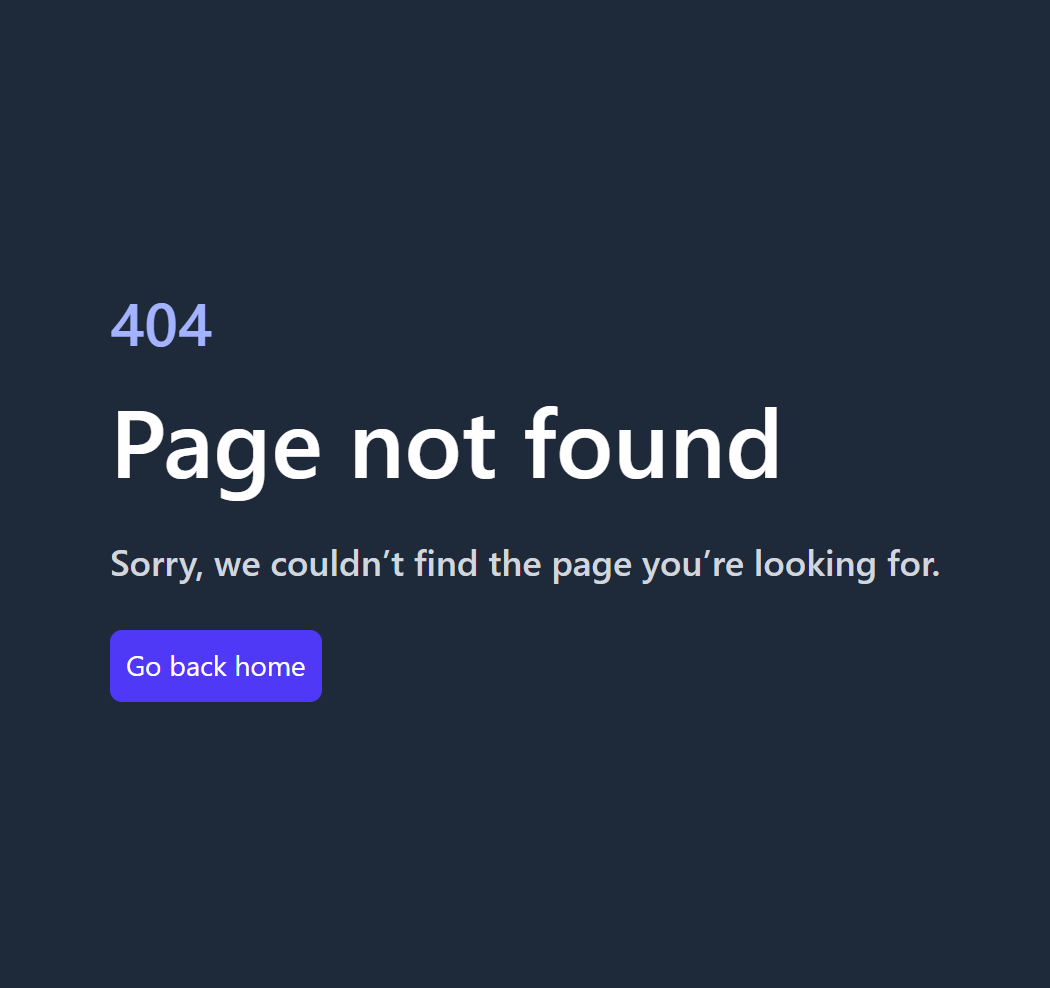 404
Page not found
Sorry, we couldn’t find the page you’re looking for.
Go back home